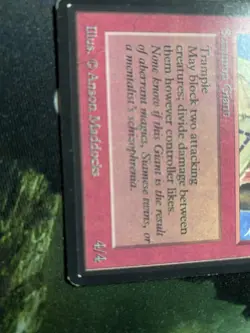 Trample
May block two attacking
creatures; divide damage between
them however controller likes.
None know if this Giant is the result
of aberrant magics, Siamese twins, or
a mentalist's schizophrenia.
Illus. © Anson Maddocks
4/4